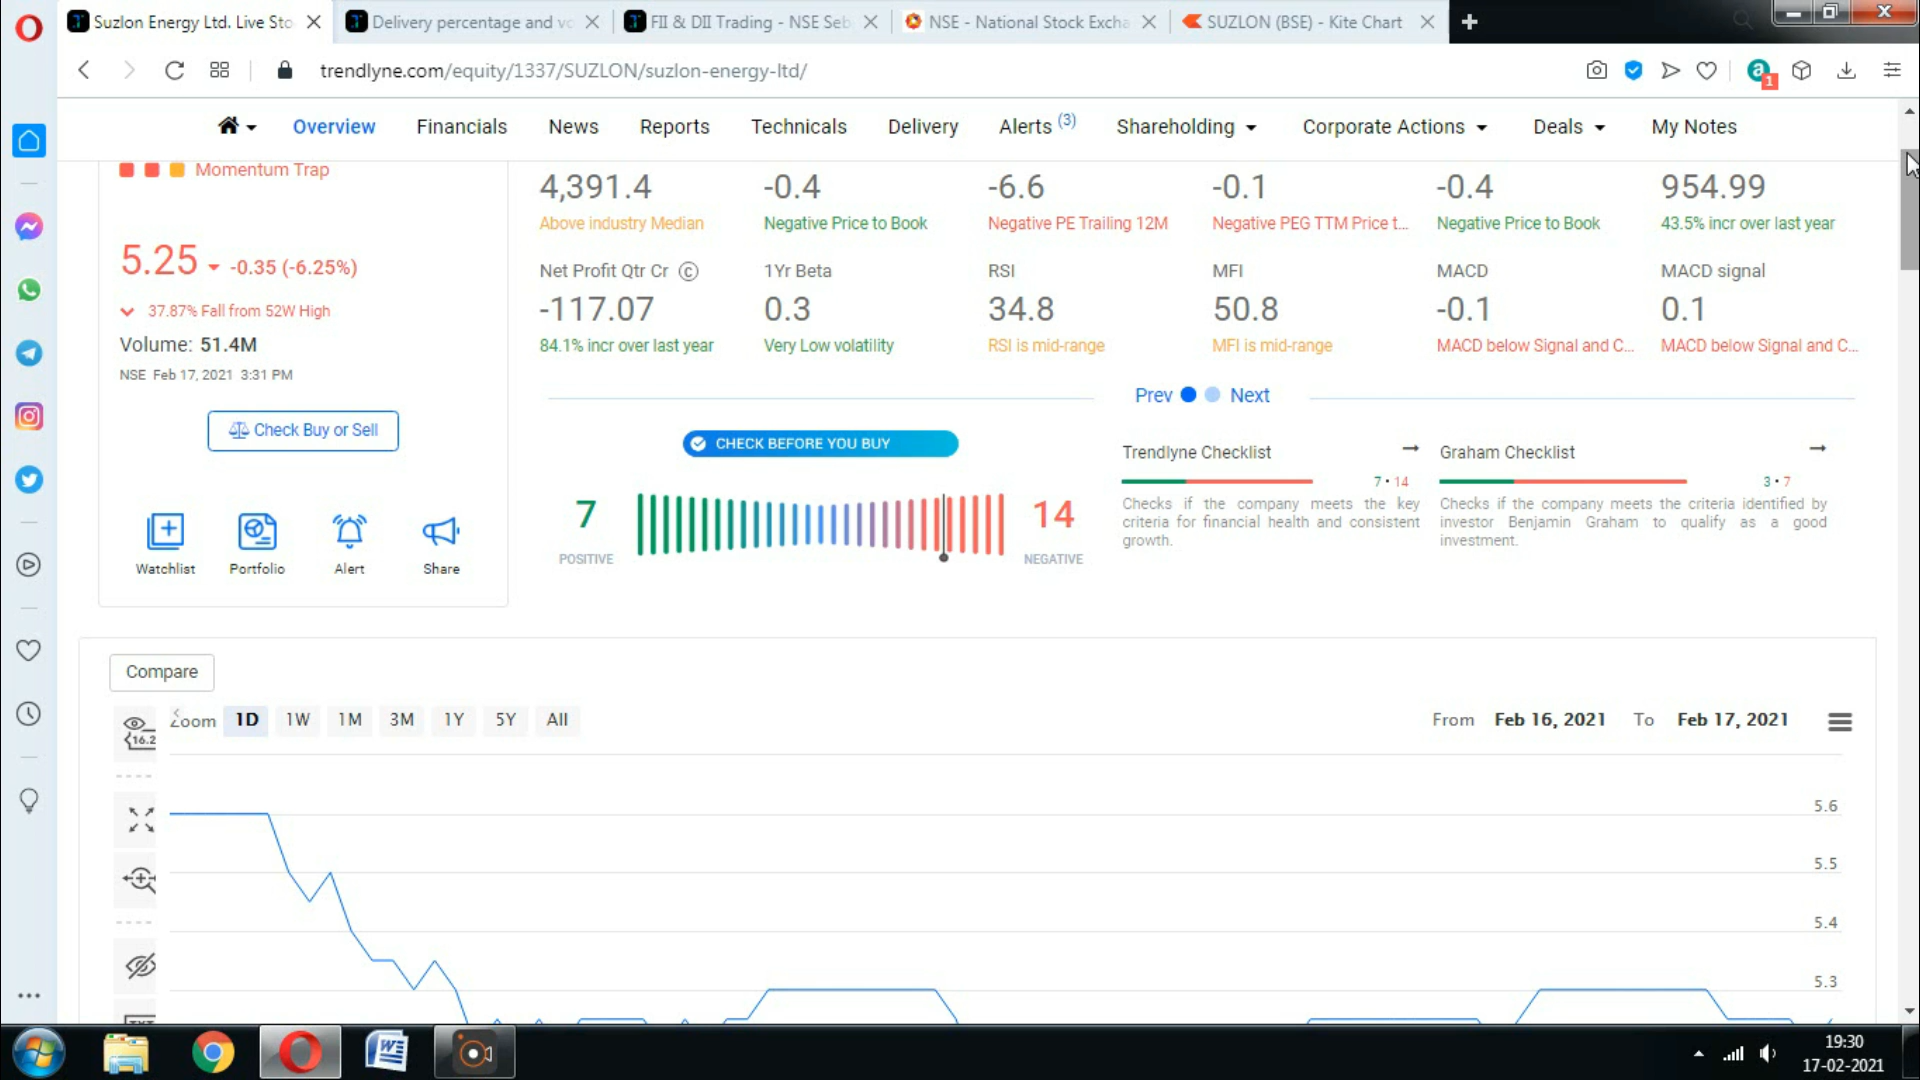 Suzlon Energy Ltd. Live Sto
Delivery percentage and vo
FII & DII Trading - NSE Seb
NSE - National Stock Excha
SUZLON (BSE) - Kite Chart
trendlyne.com/equity/1337/SUZLON/suzlon-energy-ltd/
a
1
Overview
Financials
News
Reports
Technicals
Delivery
Alerts (3)
Shareholding
Corporate Actions
Deals
My Notes
Momentum Trap
5.25 -0.35 (-6.25%)
37.87% Fall from 52W High
Volume: 51.4M
NSE Feb 17, 2021 3:31 PM
Check Buy or Sell
Watchlist
Portfolio
Alert
Share
4,391.4
Above industry Median
-0.4
Negative Price to Book
-6.6
Negative PE Trailing 12M
-0.1
Negative PEG TTM Price t...
-0.4
Negative Price to Book
954.99
43.5% incr over last year
Net Profit Qtr Cr C
-117.07
84.1% incr over last year
1Yr Beta
0.3
Very Low volatility
RSI
34.8
RSI is mid-range
MFI
50.8
MFI is mid-range
MACD
-0.1
MACD below Signal and C...
MACD signal
0.1
MACD below Signal and C...
Prev
Next
CHECK BEFORE YOU BUY
7
POSITIVE
14
NEGATIVE
Trendlyne Checklist
7 • 14
Checks if the company meets the key
criteria for financial health and consistent
growth.
Graham Checklist
3 • 7
Checks if the company meets the criteria identified by
investor Benjamin Graham to qualify as a good
investment.
Compare
Zoom 1D 1W 1M 3M 1Y 5Y All
From Feb 16, 2021 To Feb 17, 2021
16.2
5.6
5.5
5.4
5.3
19:30
17-02-2021